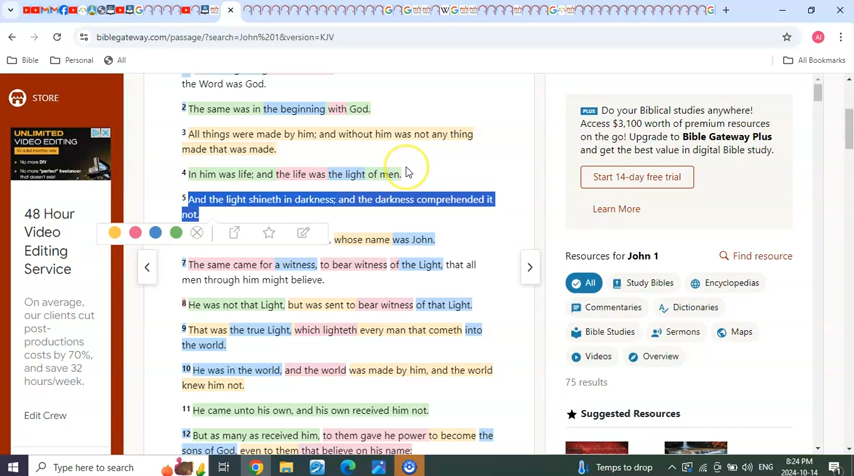 biblegateway.com/passage/?search=John%201&version=KJV
Bible
Personal
All
All Bookmarks
STORE
UNLIMITED
VIDEO EDITING
48 Hour
Video
Editing
Service
On average,
our clients cut
post-
productions
costs by 70%,
and save 32
hours/week.
Edit Crew
the Word was God.
2 The same was in the beginning with God.
3 All things were made by him; and without him was not any thing
made that was made.
4 In him was life; and the life was the light of men.
5 And the light shineth in darkness; and the darkness comprehended it
not.
, whose name was John.
7 The same came for a witness, to bear witness of the Light, that all
men through him might believe.
8 He was not that Light, but was sent to bear witness of that Light.
9 That was the true Light, which lighteth every man that cometh into
the world.
10 He was in the world, and the world was made by him, and the world
knew him not.
11 He came unto his own, and his own received him not.
12 But as many as received him, to them gave he power to become the
sons of God, even to them that believe on his name:
PLUS Do your Biblical studies anywhere!
Access $3,100 worth of premium resources
on the go! Upgrade to Bible Gateway Plus
and get the best value in digital Bible study.
Start 14-day free trial
Learn More
Resources for John 1
Find resource
All
Study Bibles
Encyclopedias
Commentaries
Dictionaries
Bible Studies
Sermons
Maps
Videos
Overview
75 results
Suggested Resources
Type here to search
Temps to drop
ENG
8:24 PM
2024-10-14